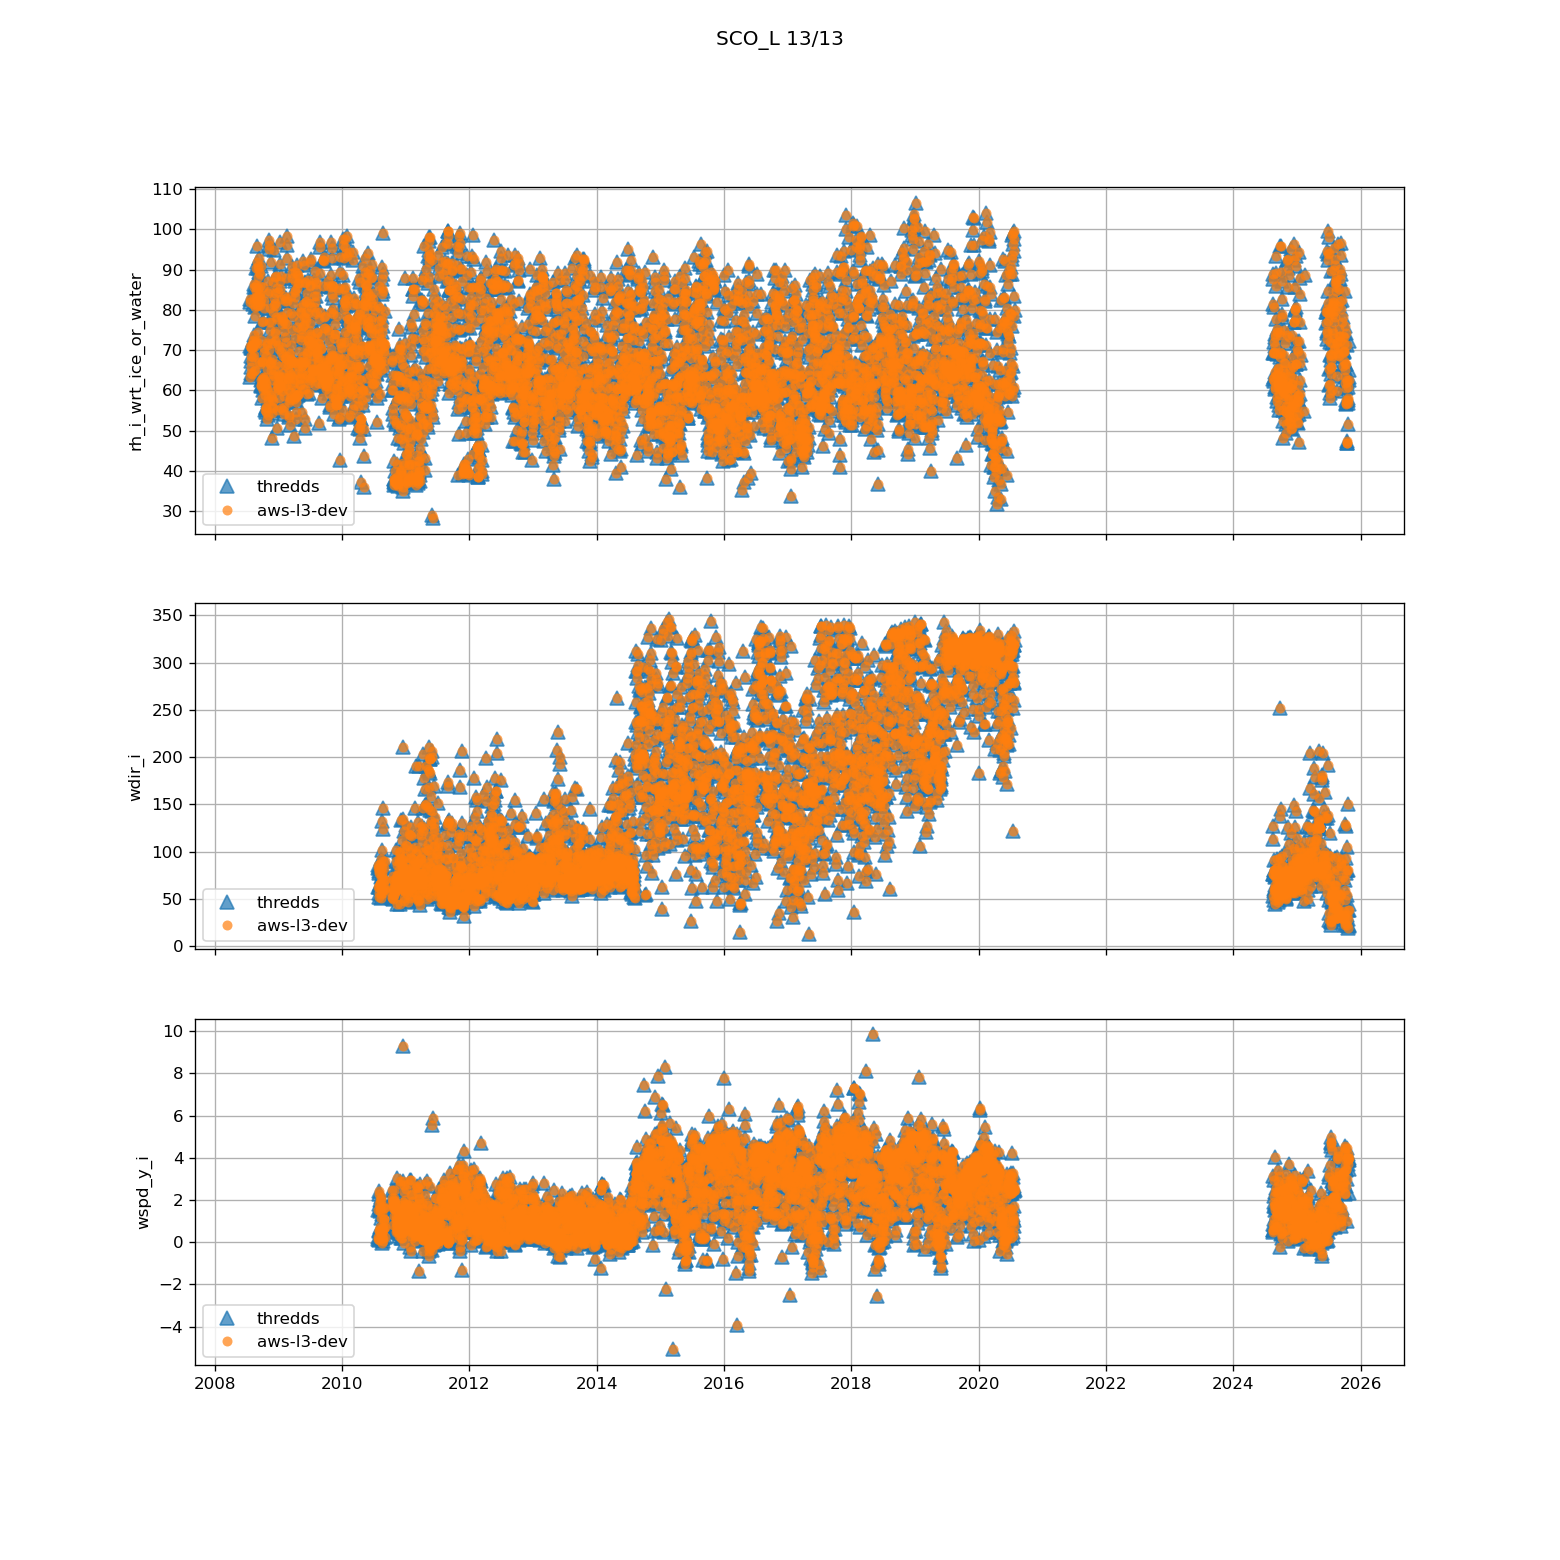 SCO_L 13/13
110
100
90
80
70
60
50
40
30
rh_i_wrt_ice_or_water
thredds
aws-l3-dev
350
300
250
200
150
100
50
0
wdir_i
thredds
aws-l3-dev
10
8
6
4
2
0
−2
−4
wspd_y_i
thredds
aws-l3-dev
2008 2010 2012 2014 2016 2018 2020 2022 2024 2026